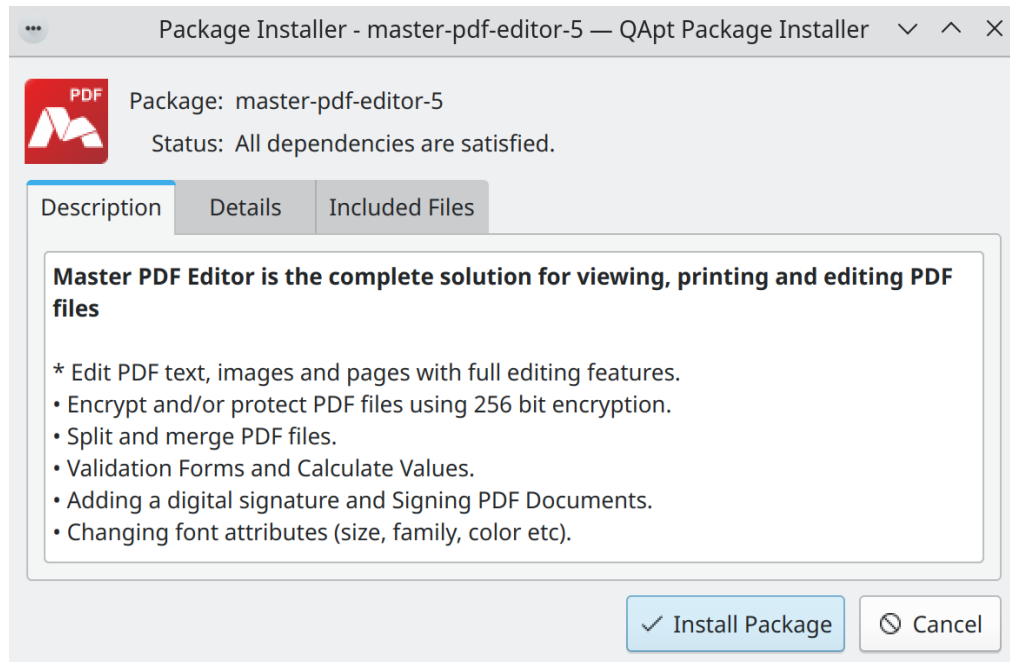 Package Installer - master-pdf-editor-5 — QApt Package Installer
PDF
Package: master-pdf-editor-5
Status: All dependencies are satisfied.
Description Details Included Files
Master PDF Editor is the complete solution for viewing, printing and editing PDF
files
* Edit PDF text, images and pages with full editing features.
• Encrypt and/or protect PDF files using 256 bit encryption.
• Split and merge PDF files.
• Validation Forms and Calculate Values.
• Adding a digital signature and Signing PDF Documents.
• Changing font attributes (size, family, color etc).
Install Package Cancel